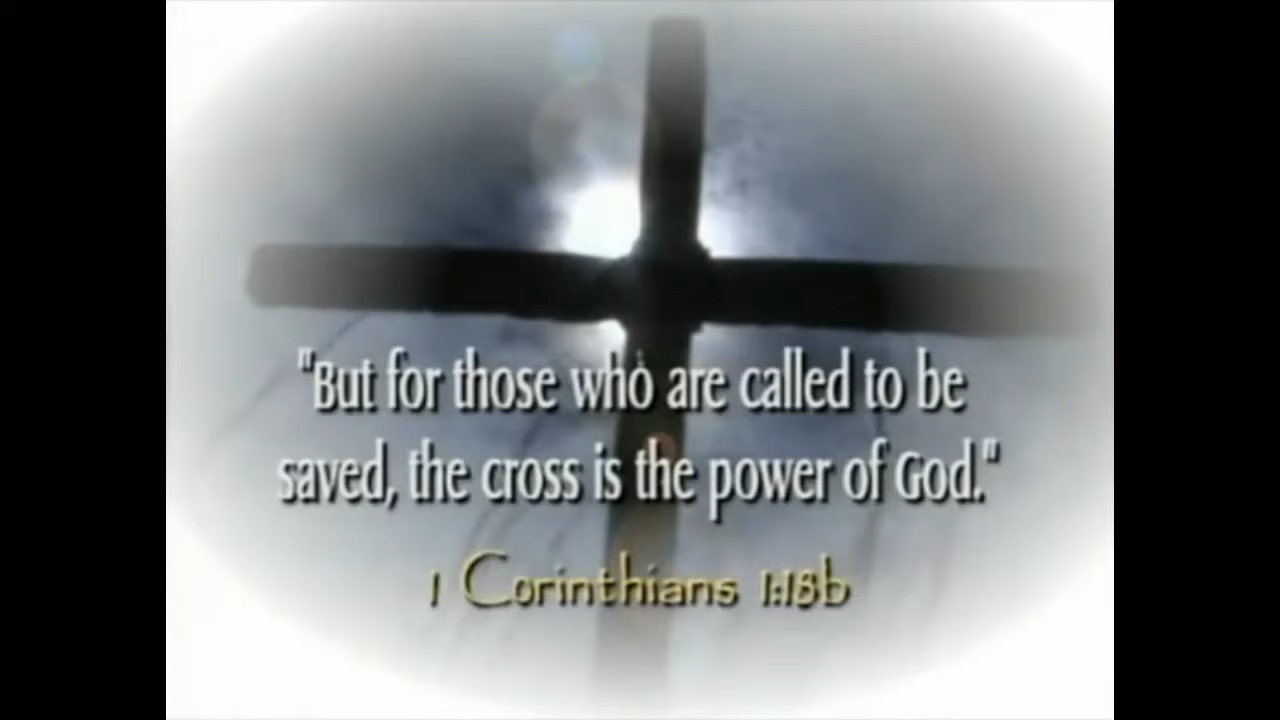 "But for those who are called to be
saved, the cross is the power of God."
1 Corinthians 1:18b